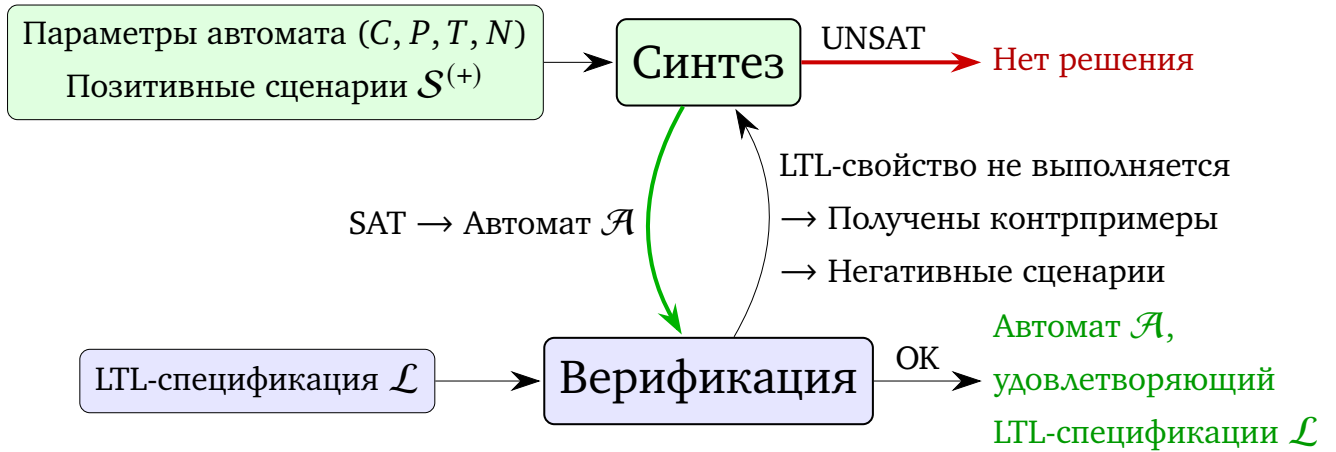 Параметры автомата (C, P, T, N)
Позитивные сценарии 𝓢⁽⁺⁾
Синтез
UNSAT
Нет решения
LTL-свойство не выполняется
→ Получены контрпримеры
→ Негативные сценарии
SAT → Автомат 𝓐
LTL-спецификация 𝓛
Верификация
OK
Автомат 𝓐,
удовлетворяющий
LTL-спецификации 𝓛